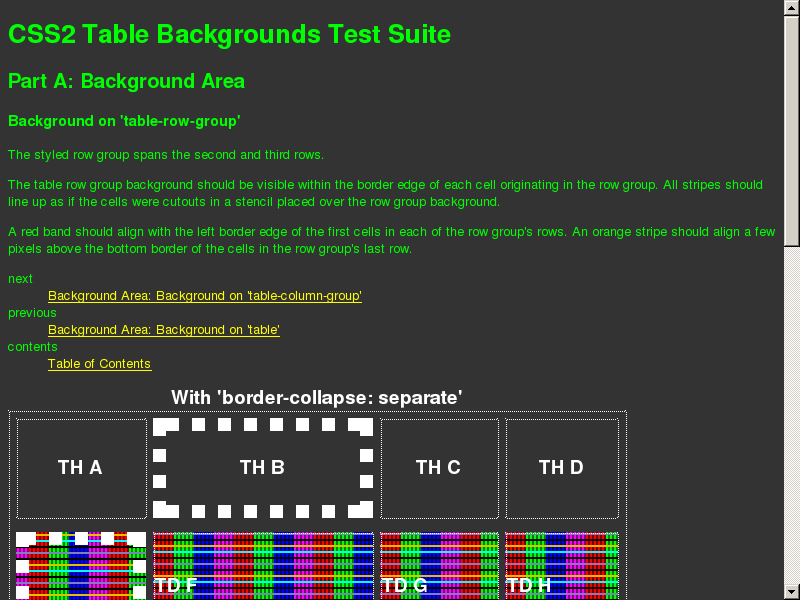 CSS2 Table Backgrounds Test Suite
Part A: Background Area
Background on 'table-row-group'
The styled row group spans the second and third rows.
The table row group background should be visible within the border edge of each cell originating in the row group. All stripes should
line up as if the cells were cutouts in a stencil placed over the row group background.
A red band should align with the left border edge of the first cells in each of the row group's rows. An orange stripe should align a few
pixels above the bottom border of the cells in the row group's last row.
next
Background Area: Background on 'table-column-group'
previous
Background Area: Background on 'table'
contents
Table of Contents
With 'border-collapse: separate'
TH A TH B TH C TH D
TD F TD G TD H